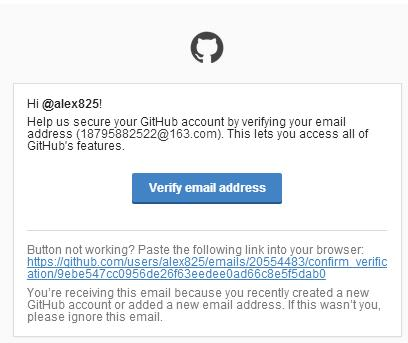 Hi @alex825!
Help us secure your GitHub account by verifying your email
address (18795882522@163.com). This lets you access all of
GitHub's features.
Verify email address
Button not working? Paste the following link into your browser:
https://github.com/users/alex825/emails/20554483/confirm_verific
ation/9ebe547cc0956de26f63eedee0ad66c8e5f5dab0
You're receiving this email because you recently created a new
GitHub account or added a new email address. If this wasn't you,
please ignore this email.